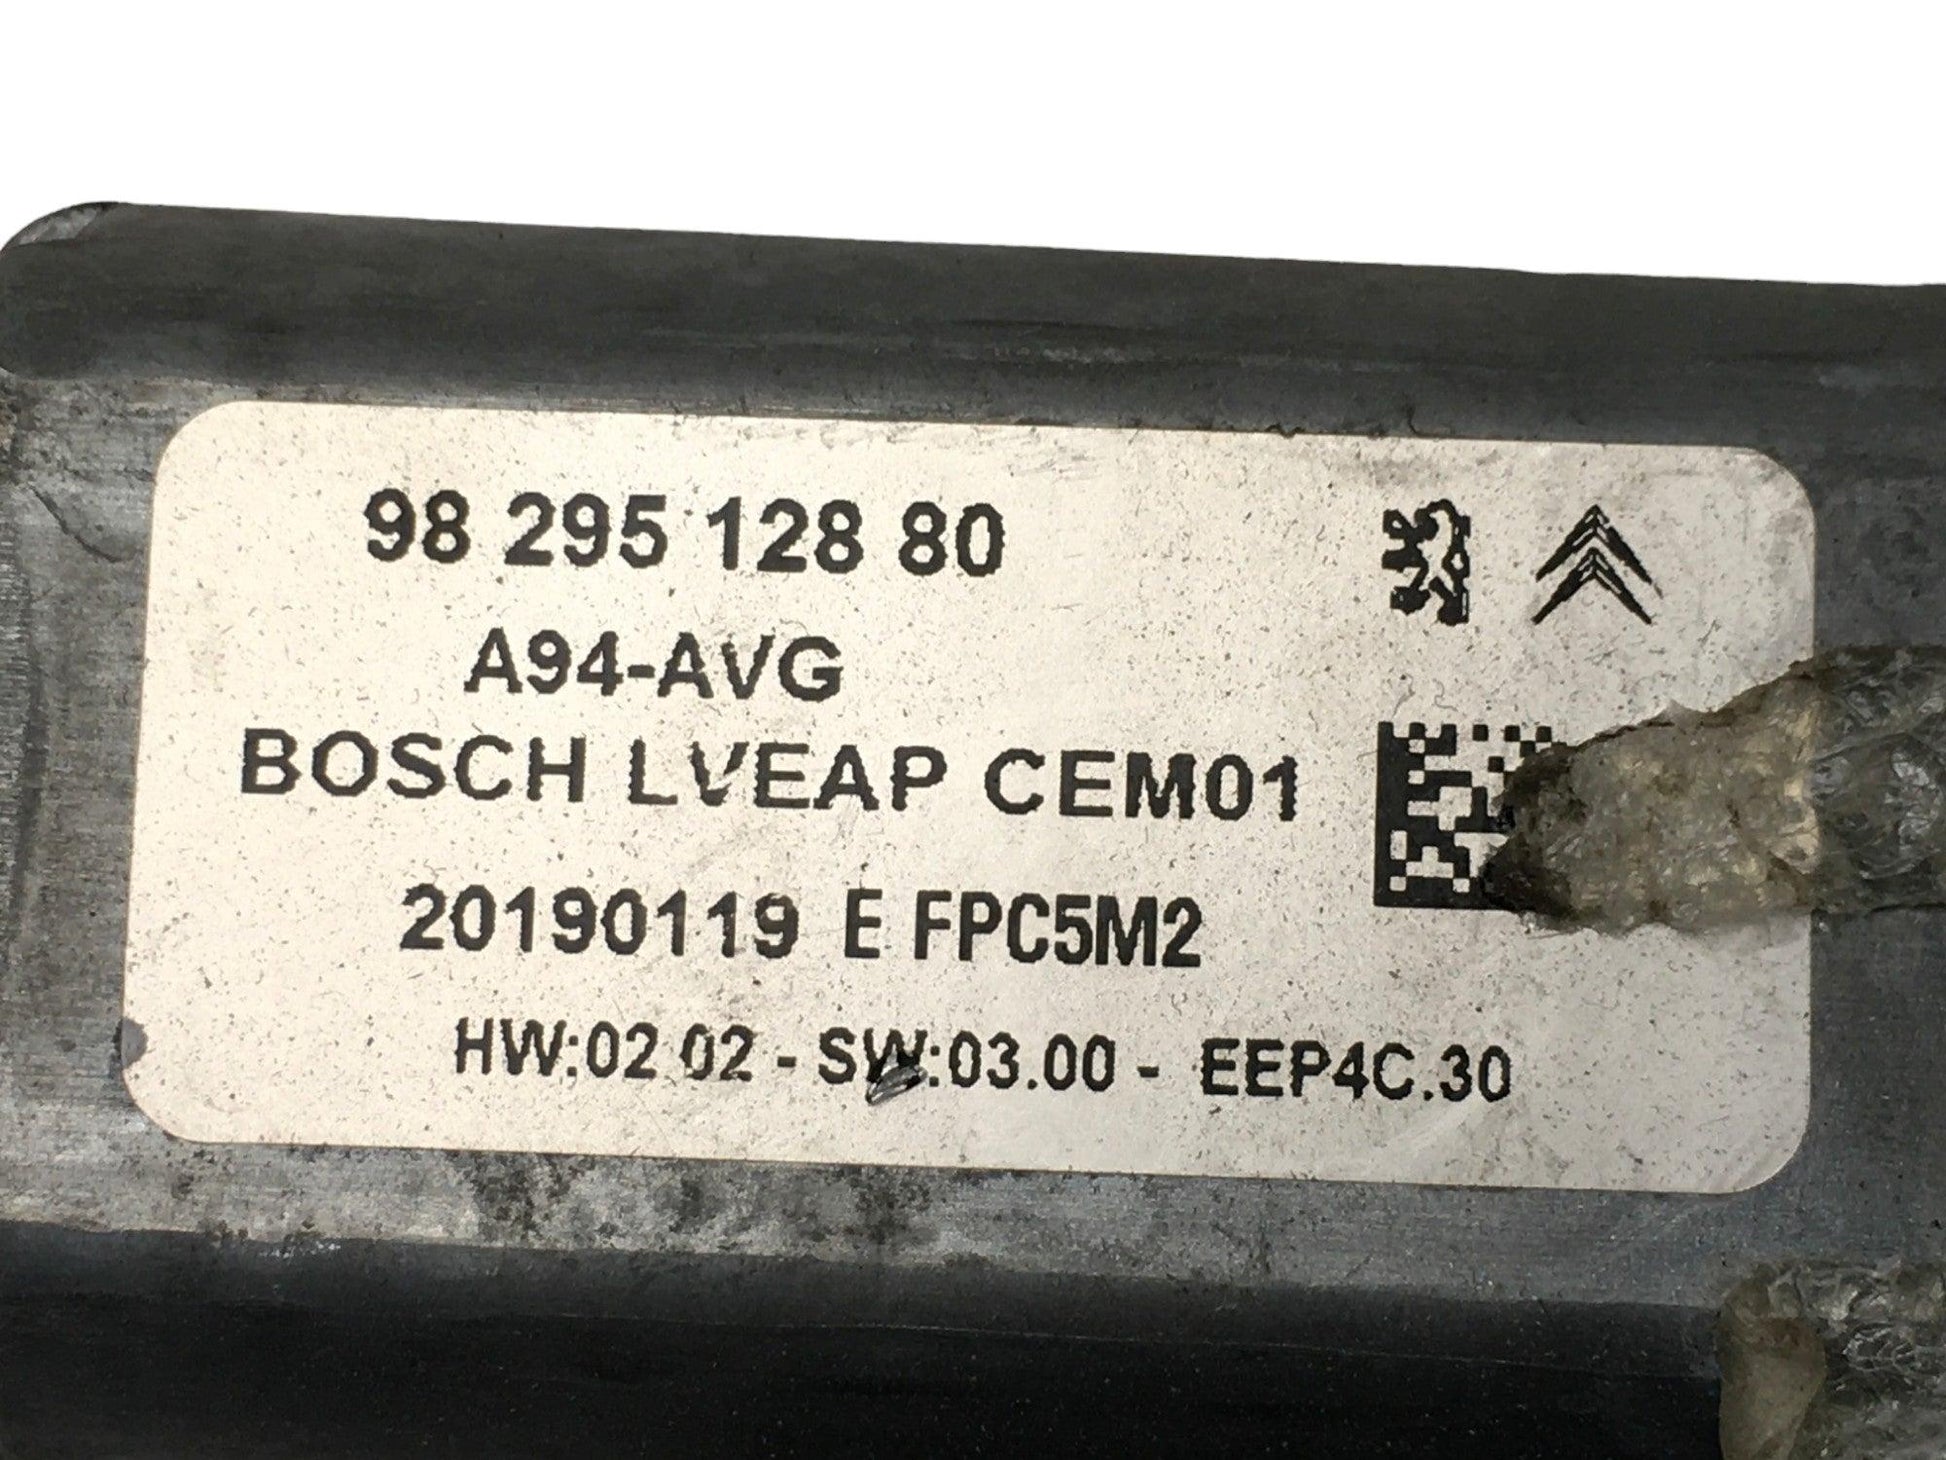 98 295 128 80
A94-AVG
BOSCH LVEAP CEM01
20190119 E FPC5M2
HW:02 02 - SW:03.00 - EEP4C.30